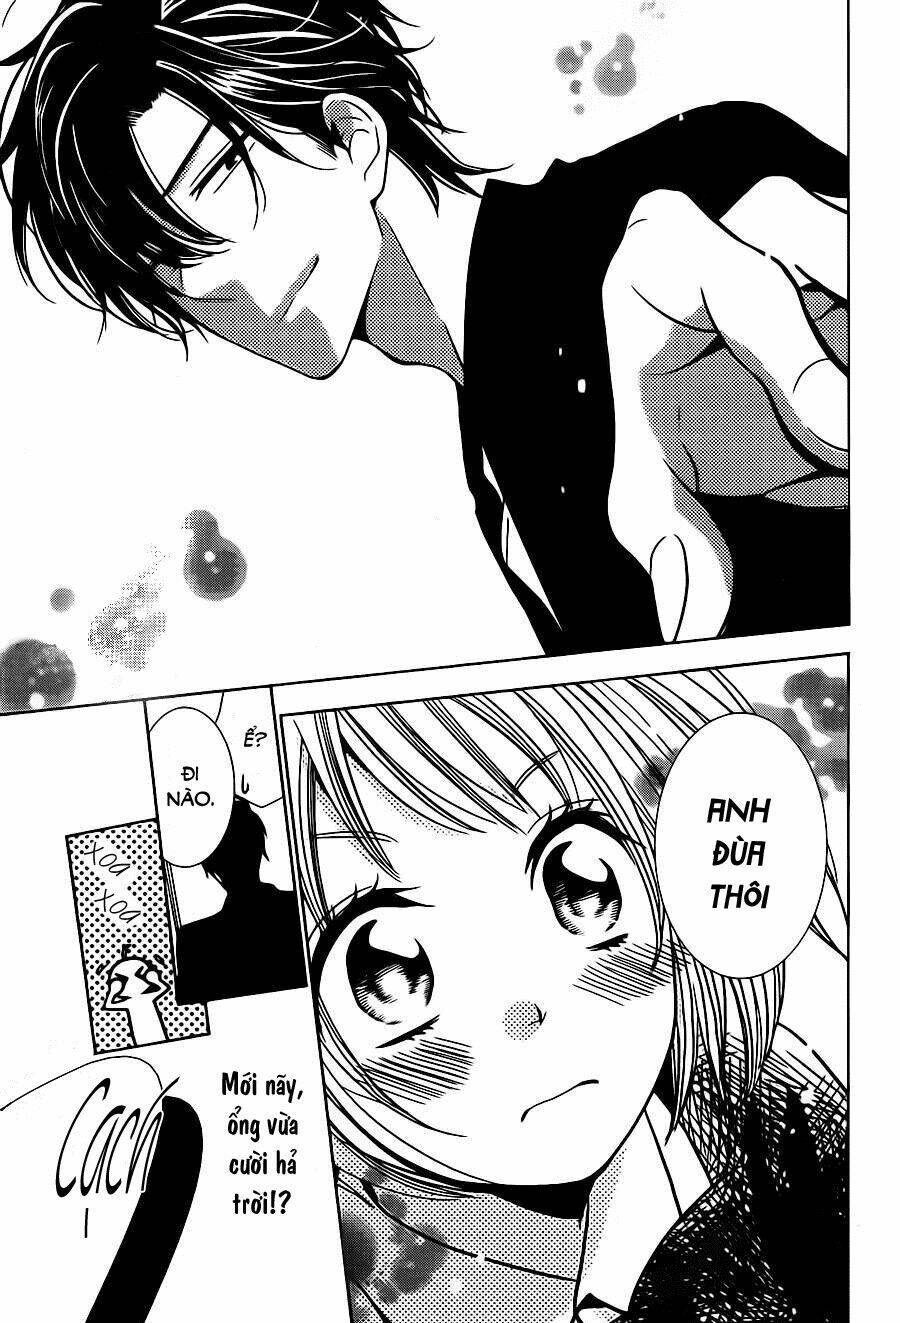 ANH
ĐÙA
THÔI
Ể?
ĐI
NÀO.
xoa
xoa
Mới nãy,
ổng vừa
cười hả
trời!?
Cạch